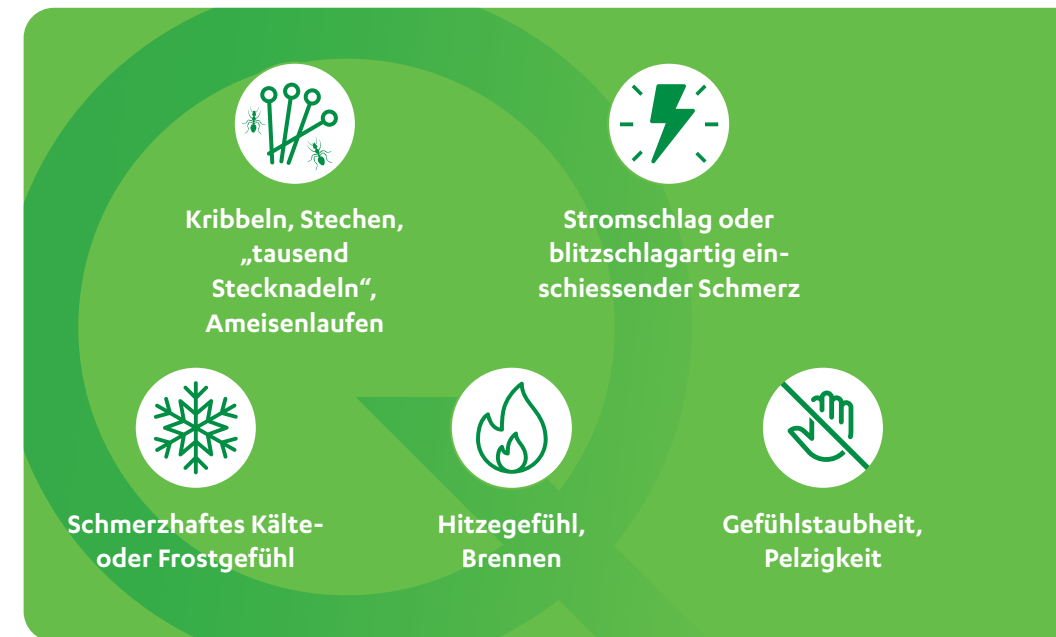 Kribbeln, Stechen,
„tausend
Stecknadeln“,
Ameisenlaufen
Stromschlag oder
blitzschlagartig ein-
schiessender Schmerz
Schmerzhaftes Kälte-
oder Frostgefühl
Hitzegefühl,
Brennen
Gefühlstaubheit,
Pelzigkeit